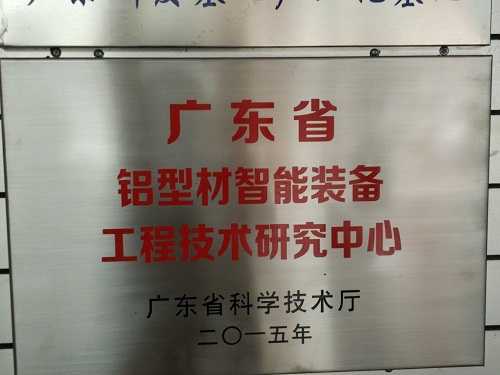 广东省
铝型材智能装备
工程技术研究中心
广东省科学技术厅
二〇一五年